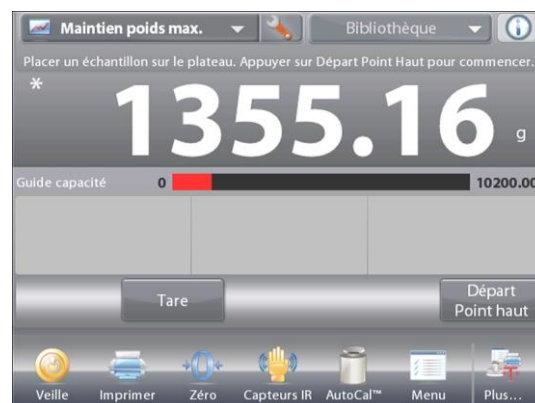 Maintien poids max.
Bibliothèque
Placer un échantillon sur le plateau. Appuyer sur Départ Point Haut pour commencer.
* 1355.16 g
Guide capacité 0 10200.00
Tare
Départ
Point haut
Veille Imprimer Zéro Capteurs IR AutoCal™ Menu Plus...